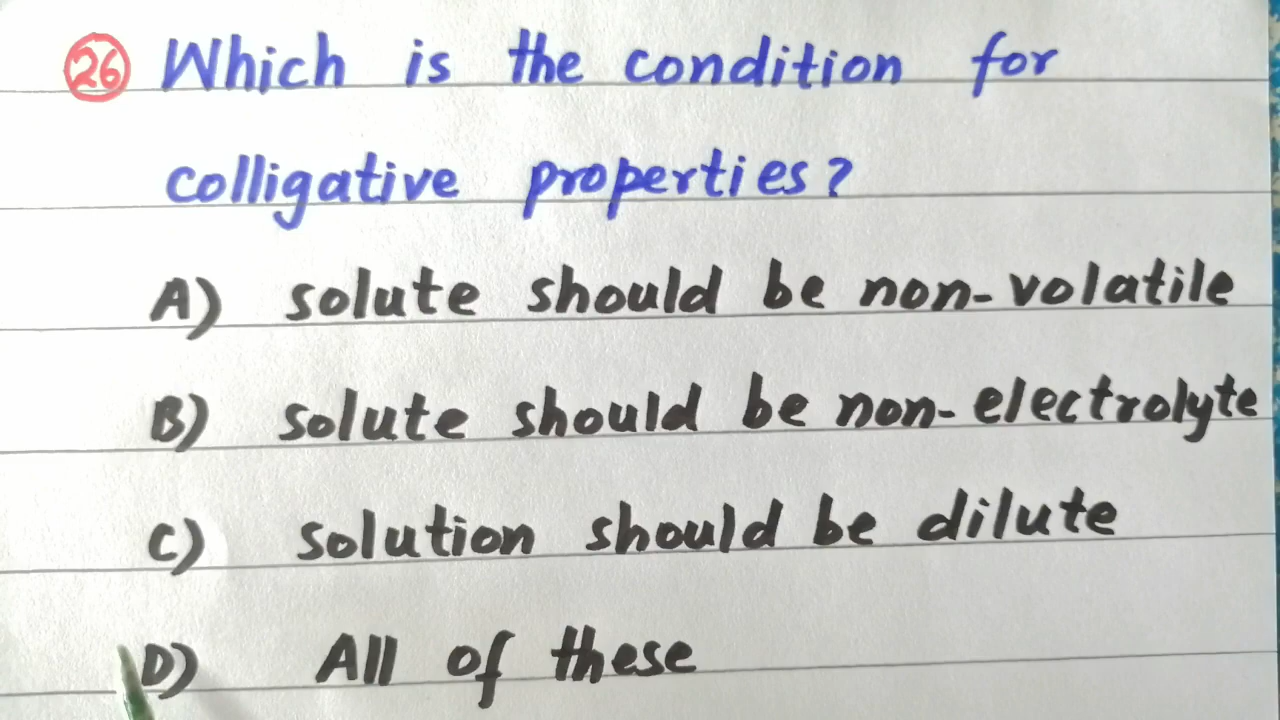 26 Which is the condition for
colligative properties?
A) solute should be non-volatile
B) solute should be non-electrolyte
C) solution should be dilute
D) All of these